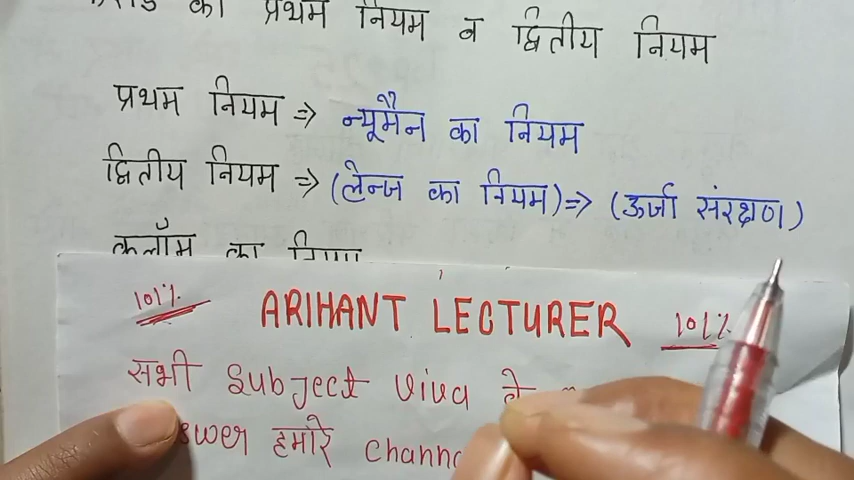 का प्रथम नियम व द्वितीय नियम
प्रथम नियम => न्यूमैन का नियम
द्वितीय नियम => (लेन्ज का नियम) => (ऊर्जा संरक्षण)
कूलॉम का नियम
101% ARIHANT LECTURER 101%
सभी Subject viva के
हमारे